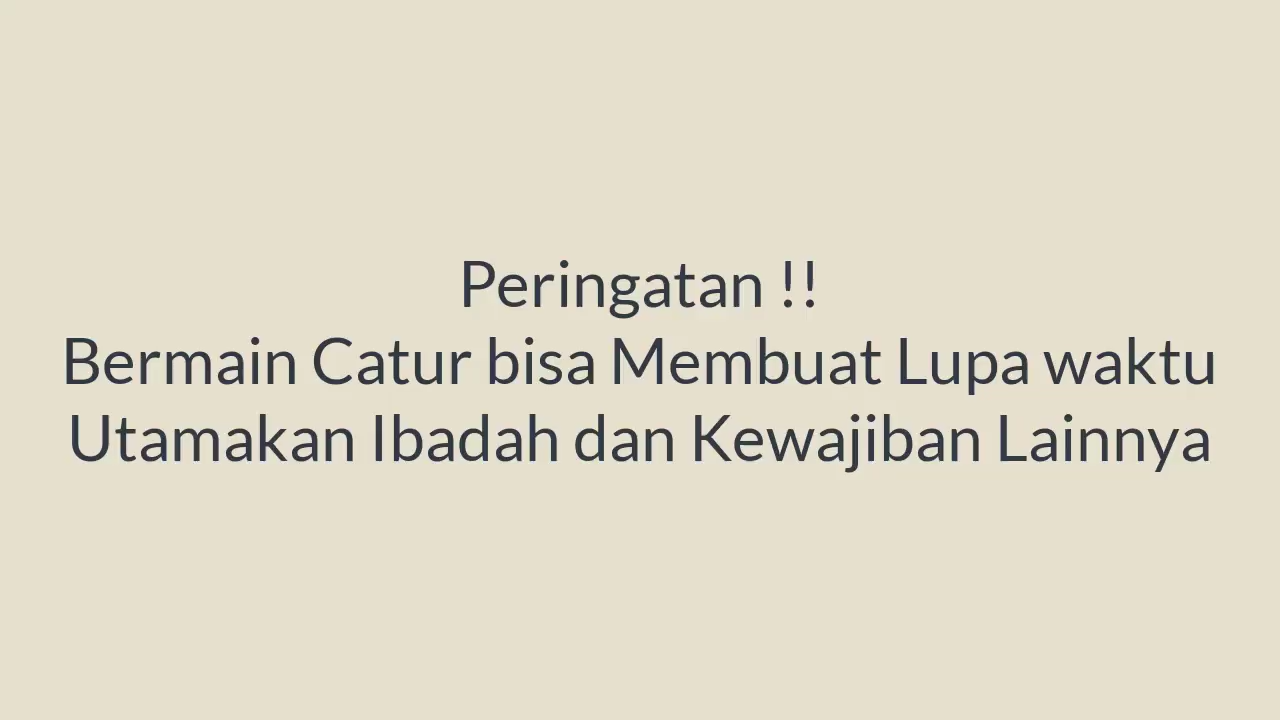 Peringatan !!
Bermain Catur bisa Membuat Lupa waktu
Utamakan Ibadah dan Kewajiban Lainnya